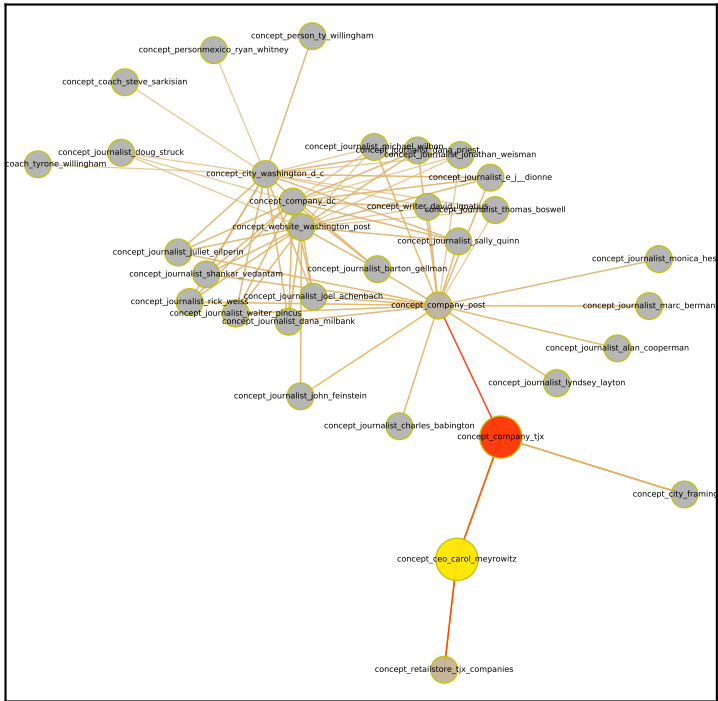 concept_person_ty_willingham
concept_personmexico_ryan_whitney
concept_coach_steve_sarkisian
concept_journalist_doug_struck
coach_tyrone_willingham
concept_journalist_michael_wilbon
concept_journalist_dana_priest
concept_journalist_jonathan_weisman
concept_city_washington_d_c
concept_journalist_e_j__dionne
concept_company_dc
concept_writer_david_ignatius
concept_journalist_thomas_boswell
concept_website_washington_post
concept_journalist_sally_quinn
concept_journalist_juliet_eilperin
concept_journalist_monica_hes
concept_journalist_barton_gellman
concept_journalist_shankar_vedantam
concept_journalist_joel_achenbach
concept_journalist_rick_weiss
concept_company_post
concept_journalist_marc_berman
concept_journalist_walter_pincus
concept_journalist_dana_milbank
concept_journalist_alan_cooperman
concept_journalist_lyndsey_layton
concept_journalist_john_feinstein
concept_journalist_charles_babington
concept_company_tjx
concept_city_framing
concept_ceo_carol_meyrowitz
concept_retailstore_tjx_companies